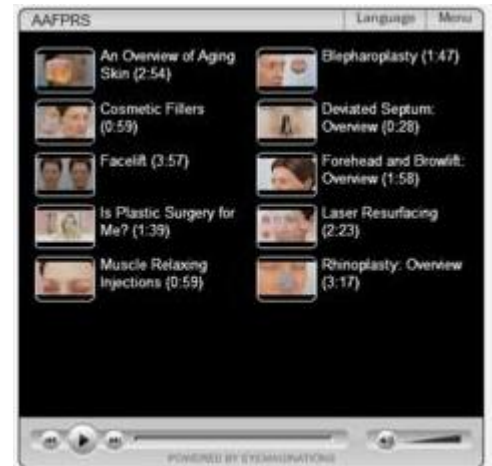 AAFPRS
Language Menu
An Overview of Aging
Skin (2:54)
Blepharoplasty (1:47)
Cosmetic Fillers
(0:59)
Deviated Septum:
Overview (0:28)
Facelift (3:57)
Forehead and Browlift:
Overview (1:58)
Is Plastic Surgery for
Me? (1:39)
Laser Resurfacing
(2:23)
Muscle Relaxing
Injections (0:59)
Rhinoplasty: Overview
(3:17)
POWERED BY EYEMAGINATIONS